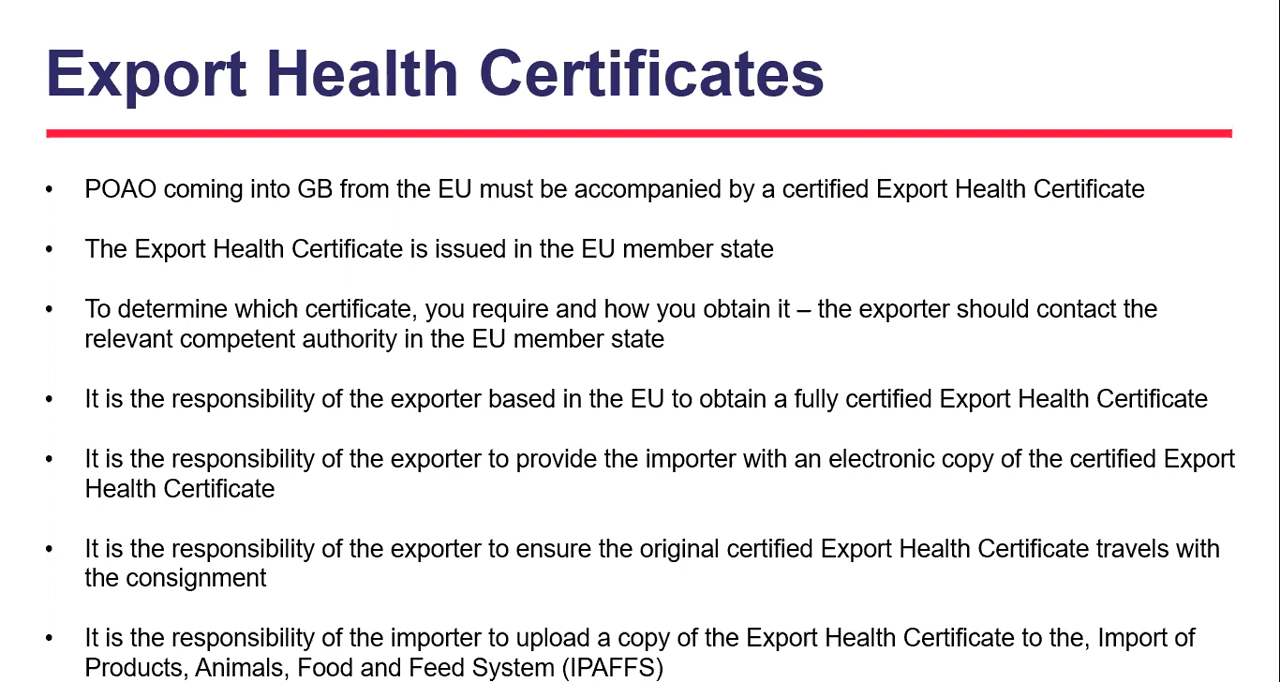 Export Health Certificates
• POAO coming into GB from the EU must be accompanied by a certified Export Health Certificate
• The Export Health Certificate is issued in the EU member state
• To determine which certificate, you require and how you obtain it – the exporter should contact the
relevant competent authority in the EU member state
• It is the responsibility of the exporter based in the EU to obtain a fully certified Export Health Certificate
• It is the responsibility of the exporter to provide the importer with an electronic copy of the certified Export
Health Certificate
• It is the responsibility of the exporter to ensure the original certified Export Health Certificate travels with
the consignment
• It is the responsibility of the importer to upload a copy of the Export Health Certificate to the, Import of
Products, Animals, Food and Feed System (IPAFFS)